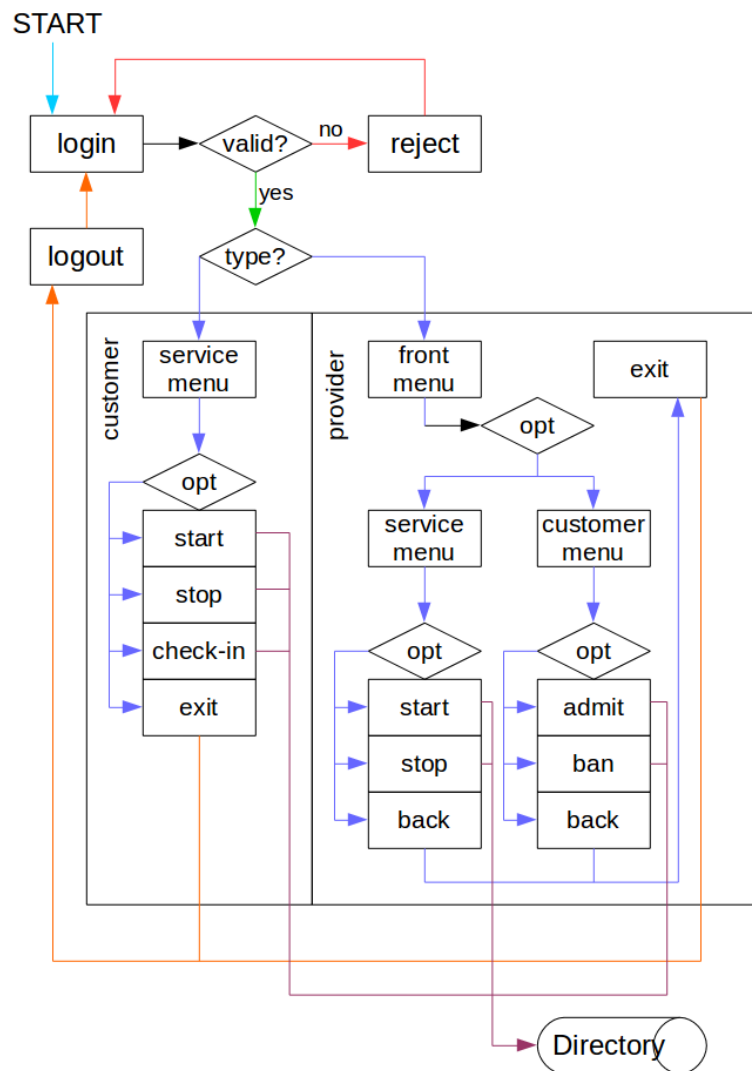 START
login
valid?
no
reject
yes
logout
type?
customer
service
menu
opt
start
stop
check-in
exit
provider
front
menu
exit
opt
service
menu
customer
menu
opt
opt
start
admit
stop
ban
back
back
Directory